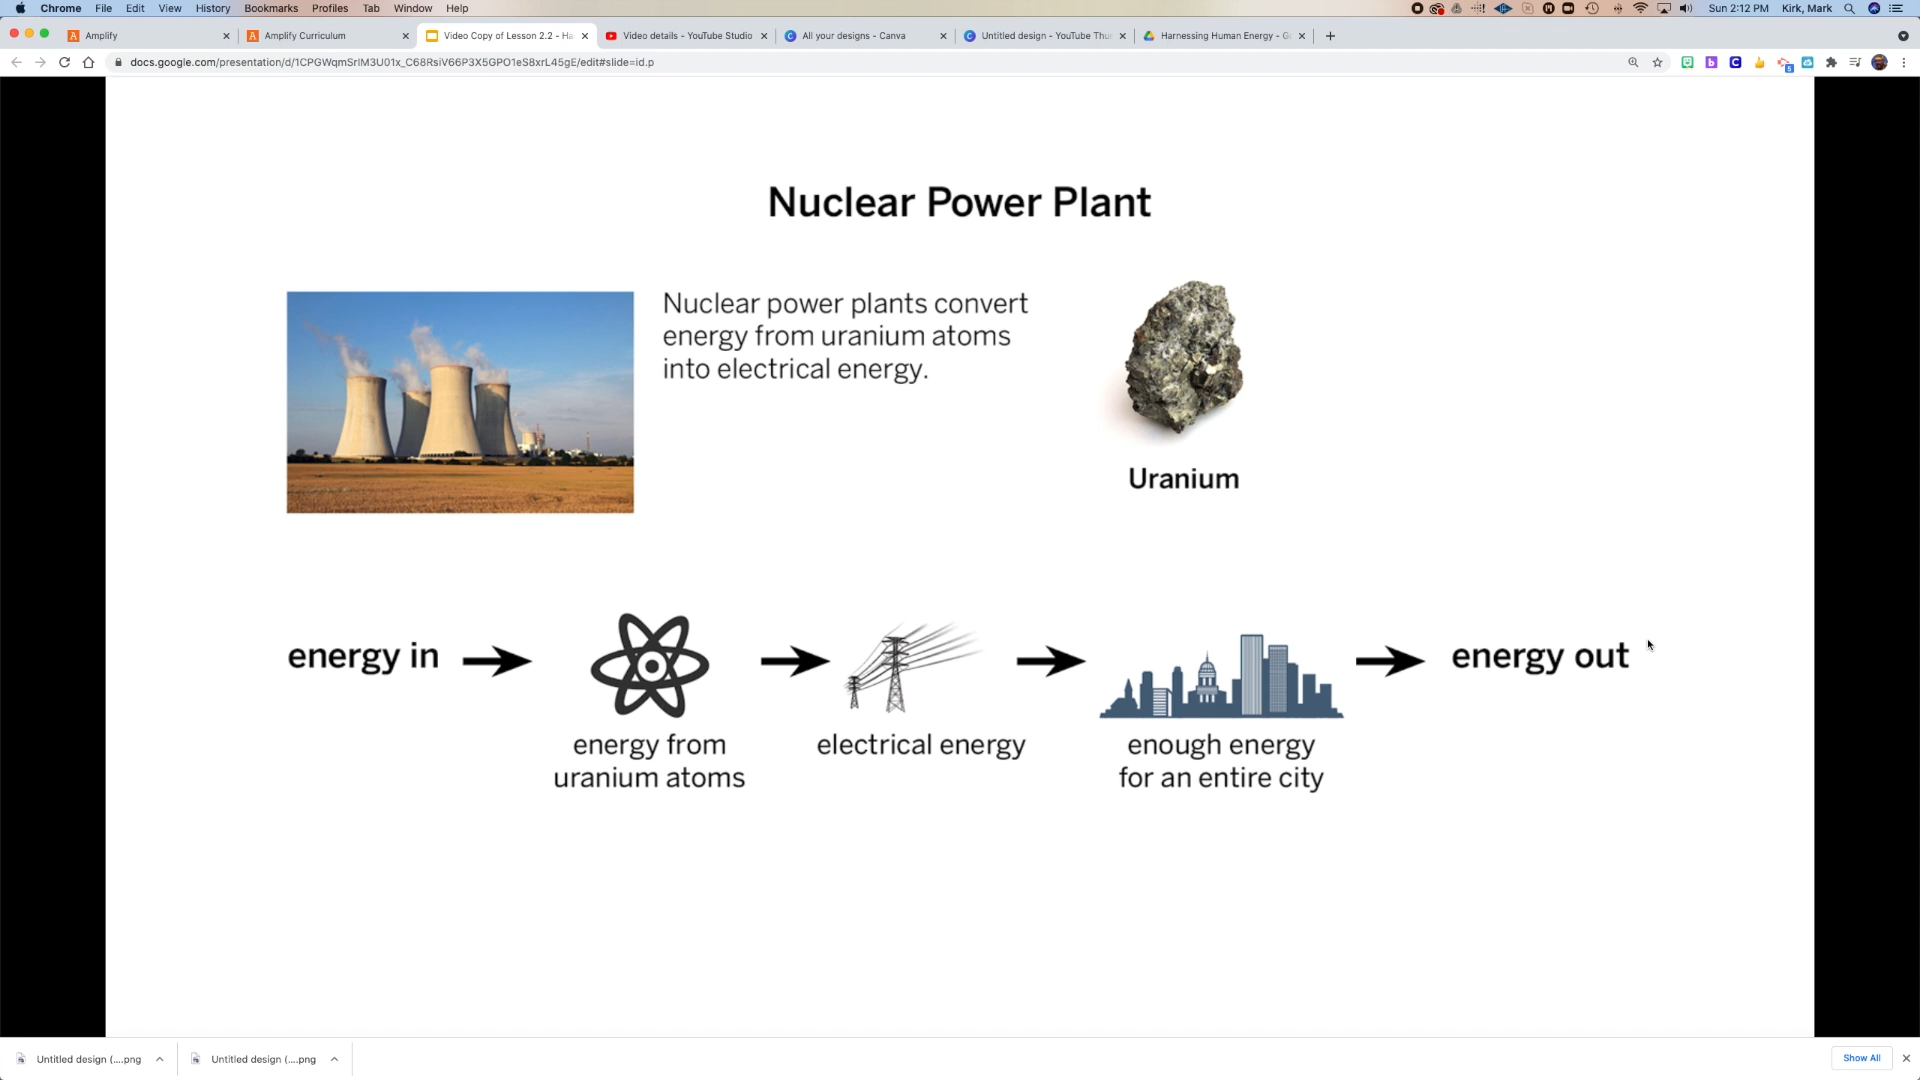 Chrome File Edit View History Bookmarks Profiles Tab Window Help Sun 2:12 PM Kirk, Mark
Amplify
Amplify Curriculum
Video Copy of Lesson 2.2 - Ha
Video details - YouTube Studio
All your designs - Canva
Untitled design - YouTube Thu
Harnessing Human Energy - G
docs.google.com/presentation/d/1CPGWqmSrIM3U01x_C68RsiV66P3X5GPO1eS8xrL45gE/edit#slide=id.p
Nuclear Power Plant
Nuclear power plants convert
energy from uranium atoms
into electrical energy.
Uranium
energy in
energy from
uranium atoms
electrical energy
enough energy
for an entire city
energy out
Untitled design (....png
Untitled design (....png
Show All